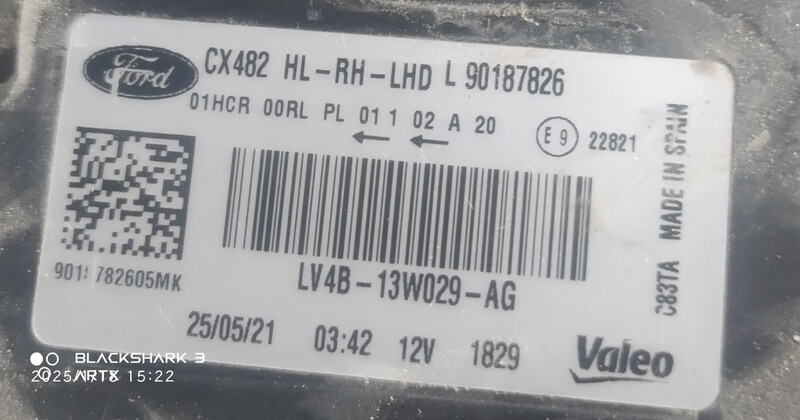 Ford
CX482 HL-RH-LHD L 90187826
01HCR 00RL PL 01 1 02 A 20
E 9 22821
LV4B-13W029-AG
25/05/21 03:42 12V 1829
Valeo
MADE IN SPAIN
BLACKSHARK 3
15:22